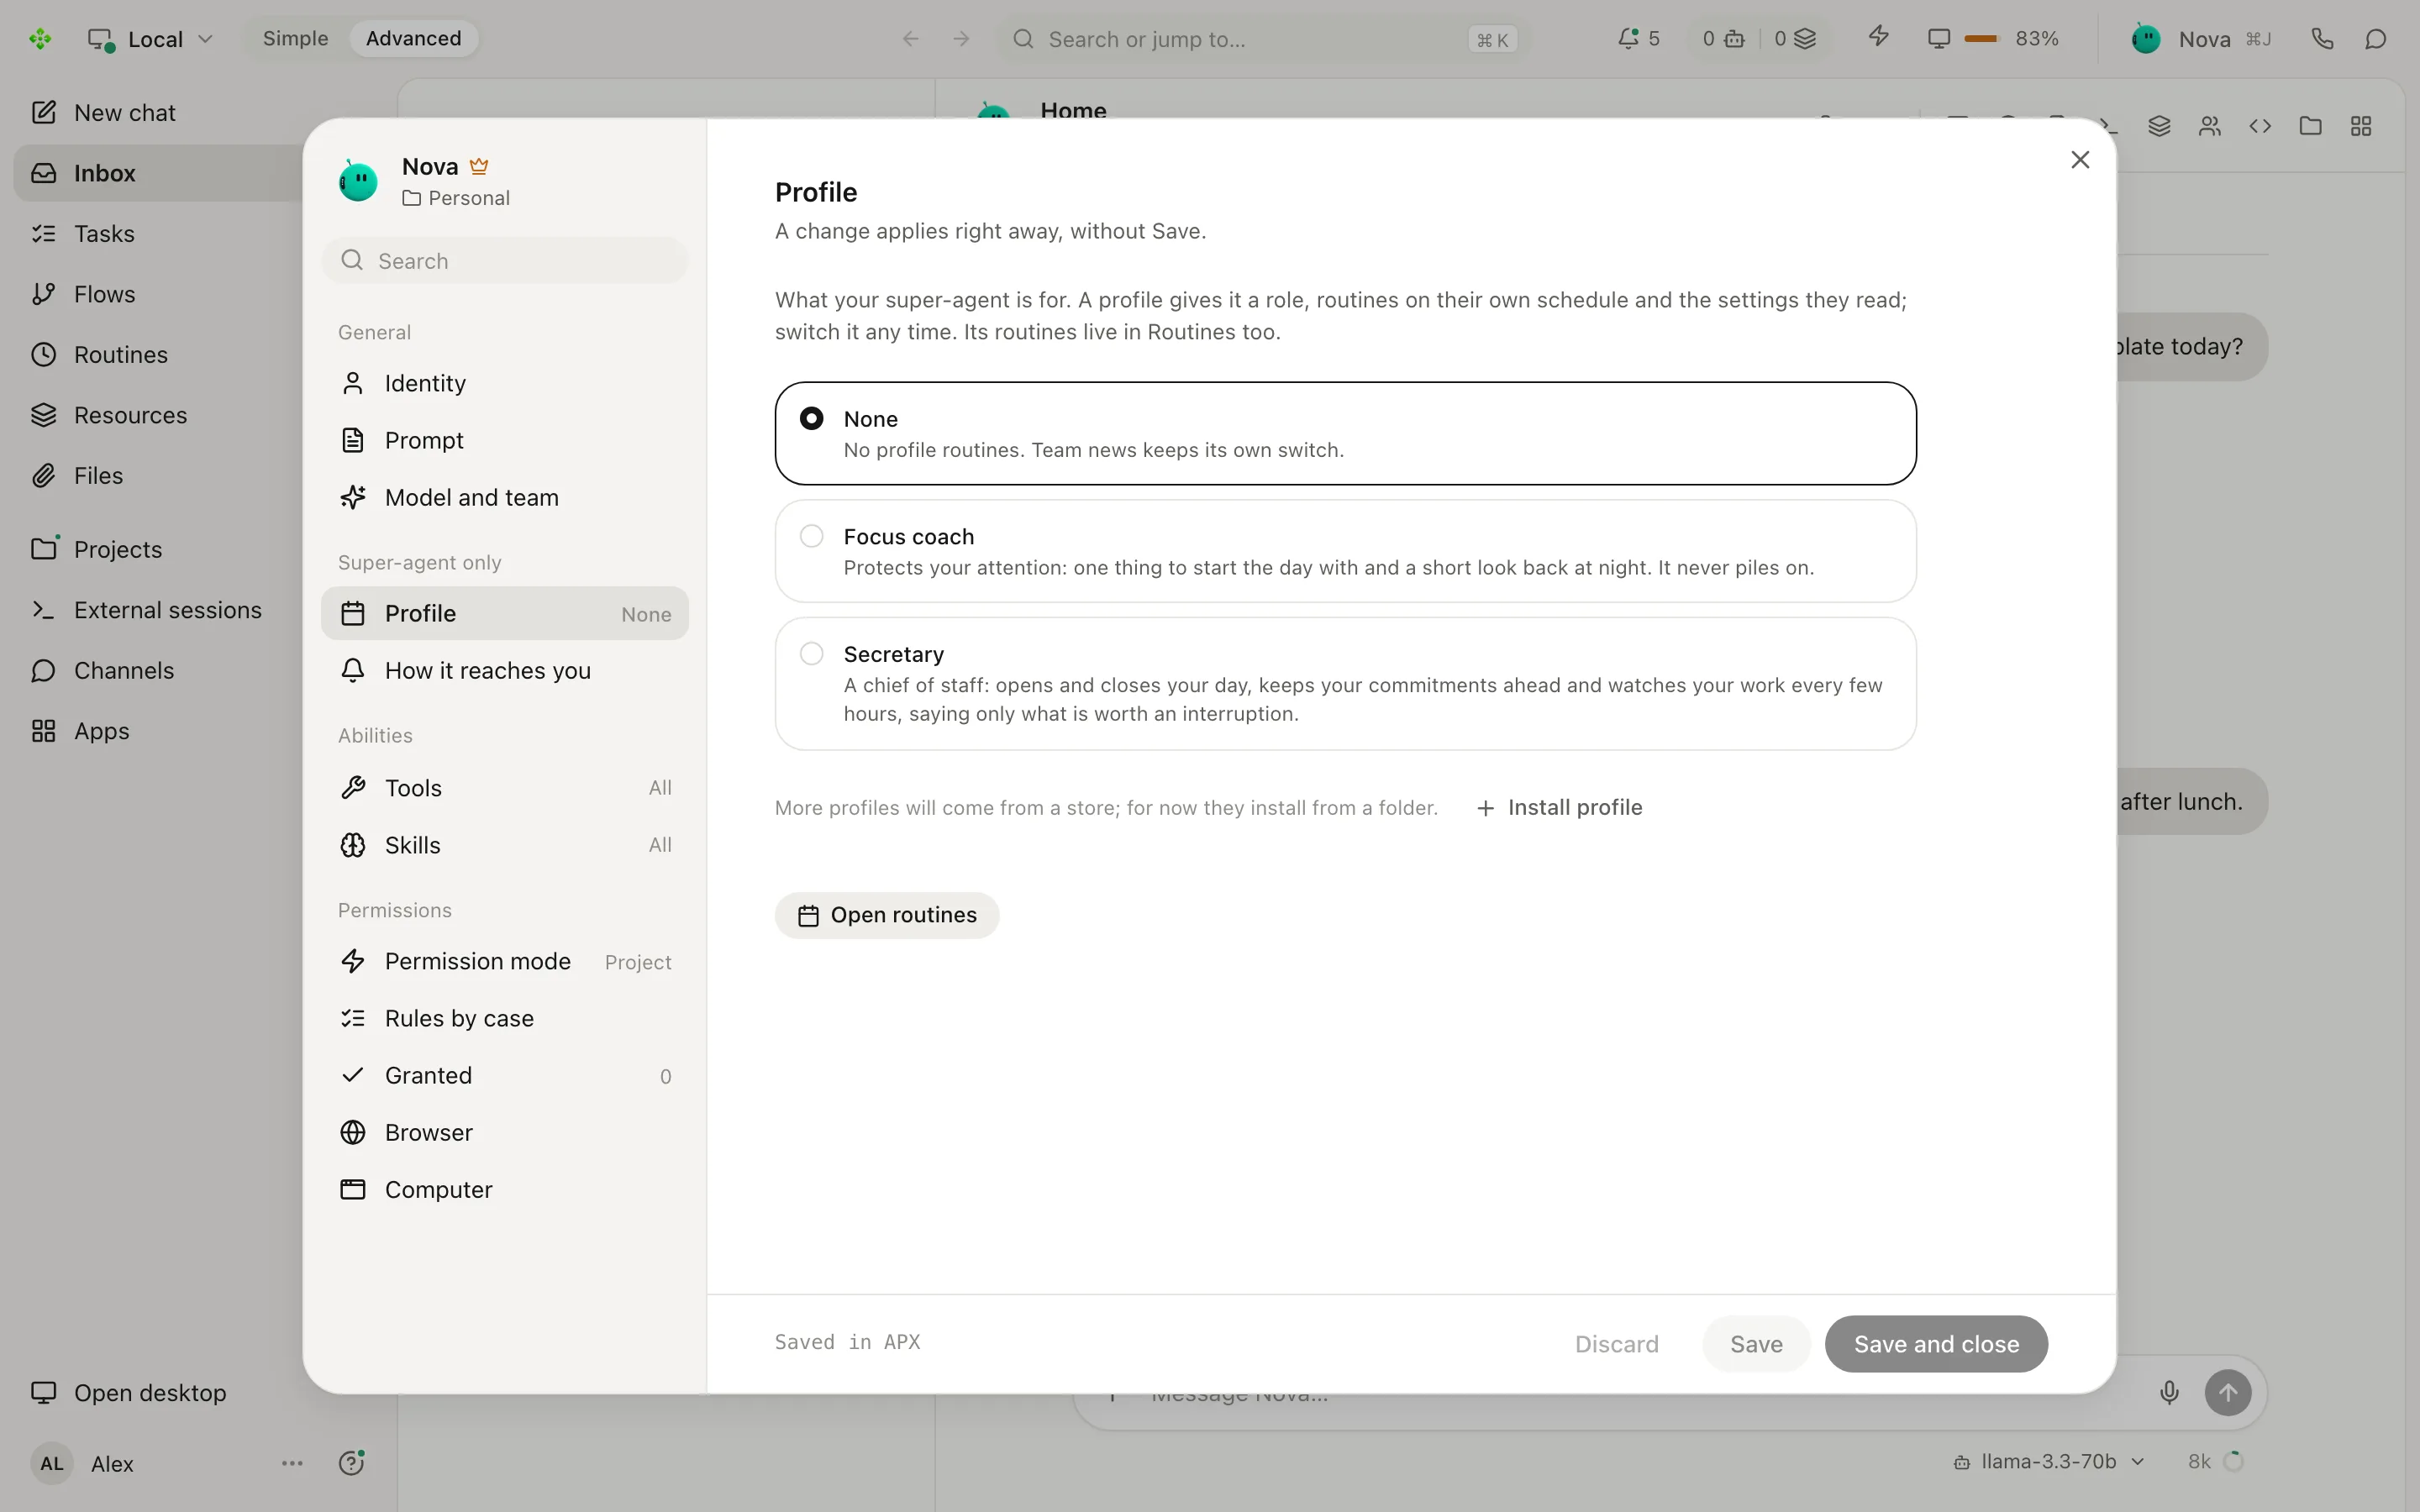 Local
Simple
Advanced
Search or jump to...
⌘ K
5
0
0
83%
Nova ⌘J
New chat
Inbox
Tasks
Flows
Routines
Resources
Files
Projects
External sessions
Channels
Apps
Open desktop
AL
Alex
Home
Nova
Personal
Search
General
Identity
Prompt
Model and team
Super-agent only
Profile None
How it reaches you
Abilities
Tools All
Skills All
Permissions
Permission mode Project
Rules by case
Granted 0
Browser
Computer
Profile
A change applies right away, without Save.
What your super-agent is for. A profile gives it a role, routines on their own schedule and the settings they read;
switch it any time. Its routines live in Routines too.
None
No profile routines. Team news keeps its own switch.
Focus coach
Protects your attention: one thing to start the day with and a short look back at night. It never piles on.
Secretary
A chief of staff: opens and closes your day, keeps your commitments ahead and watches your work every few
hours, saying only what is worth an interruption.
More profiles will come from a store; for now they install from a folder.
Install profile
Open routines
Saved in APX
Discard
Save
Save and close
today?
after lunch.
Message Nova...
llama-3.3-70b
8k